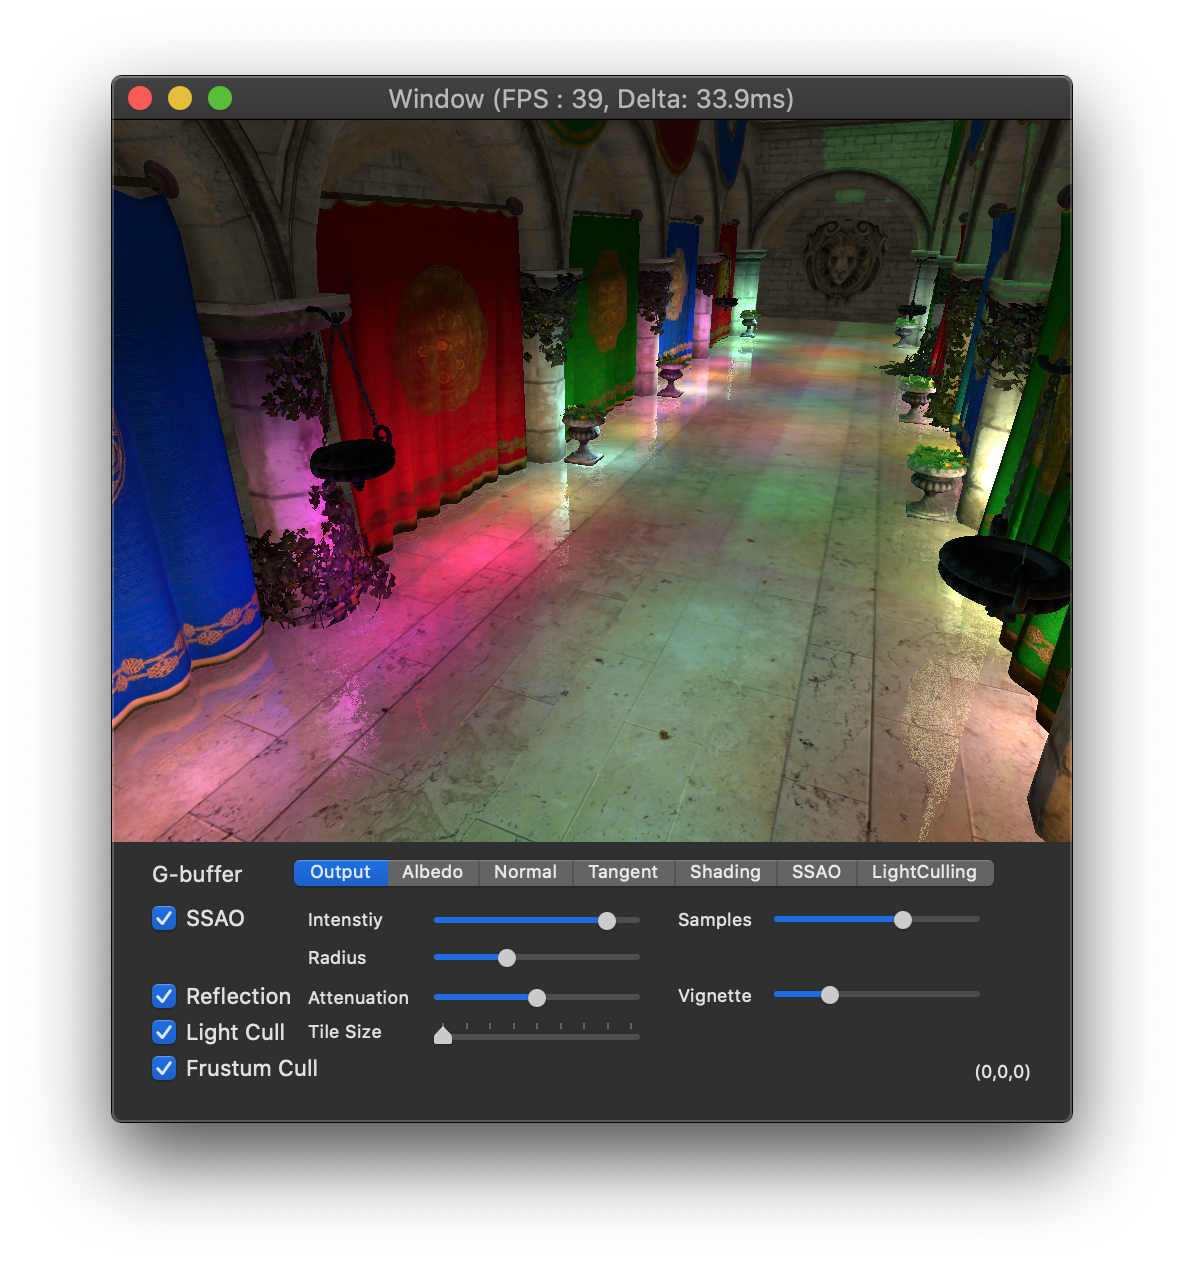 Window (FPS : 39, Delta: 33.9ms)
G-buffer Output Albedo Normal Tangent Shading SSAO LightCulling
SSAO Intenstiy Samples
Radius
Reflection Attenuation Vignette
Light Cull Tile Size
Frustum Cull (0,0,0)